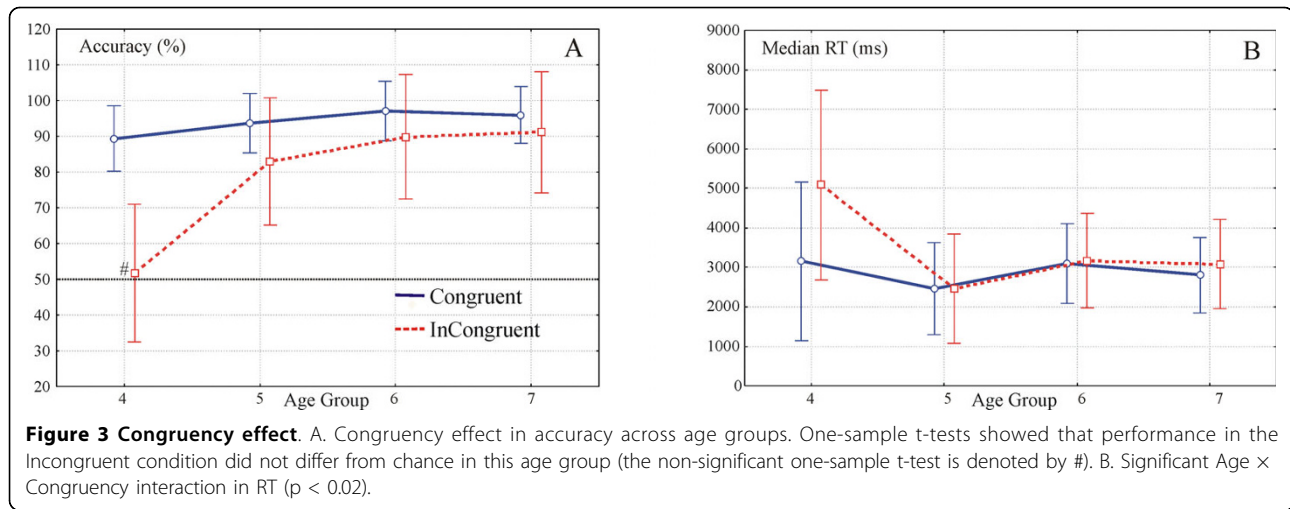 Accuracy (%)
A
120
110
100
90
80
70
60
50
40
30
20
#
Congruent
InCongruent
4
5
Age Group
6
7
Median RT (ms)
B
9000
8000
7000
6000
5000
4000
3000
2000
1000
0
4
5
Age Group
6
7
Figure 3 Congruency effect. A. Congruency effect in accuracy across age groups. One-sample t-tests showed that performance in the
Incongruent condition did not differ from chance in this age group (the non-significant one-sample t-test is denoted by #). B. Significant Age ×
Congruency interaction in RT (p < 0.02).